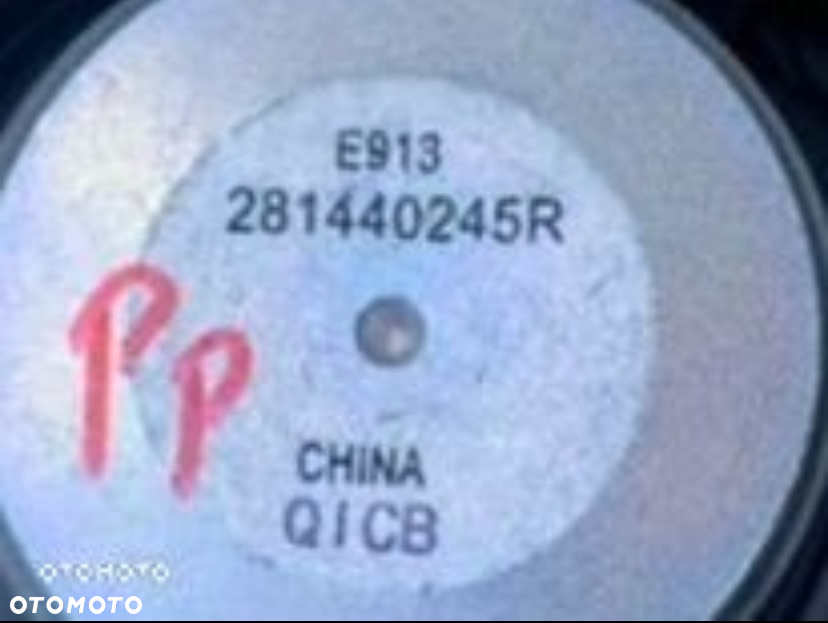 E913
281440245R
PP
CHINA
QICB
OTOMOTO
OTOMOTO